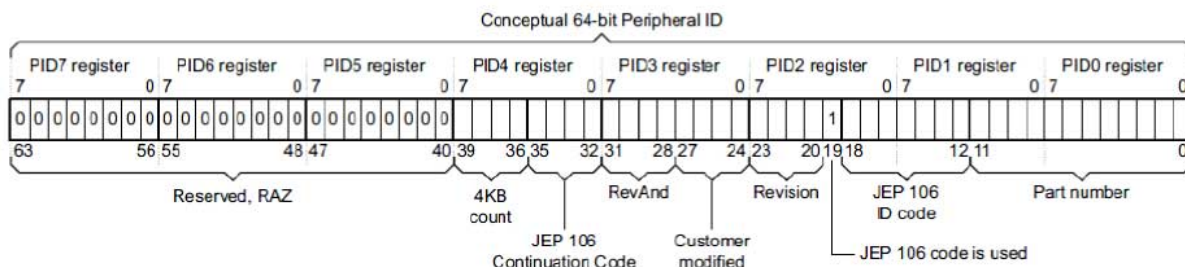 Conceptual 64-bit Peripheral ID
PID7 register PID6 register PID5 register PID4 register PID3 register PID2 register PID1 register PID0 register
7 0 7 0 7 0 7 0 7 0 7 0 7 0 7 0
0 0 0 0 0 0 0 0 0 0 0 0 0 0 0 0 0 0 0 0 0 0 0 0 1
63 56 55 48 47 40 39 36 35 32 31 28 27 24 23 20 19 18 12 11 0
Reserved, RAZ 4KB RevAnd Revision JEP 106 Part number
count ID code
JEP 106 Customer JEP 106 code is used
Continuation Code modified